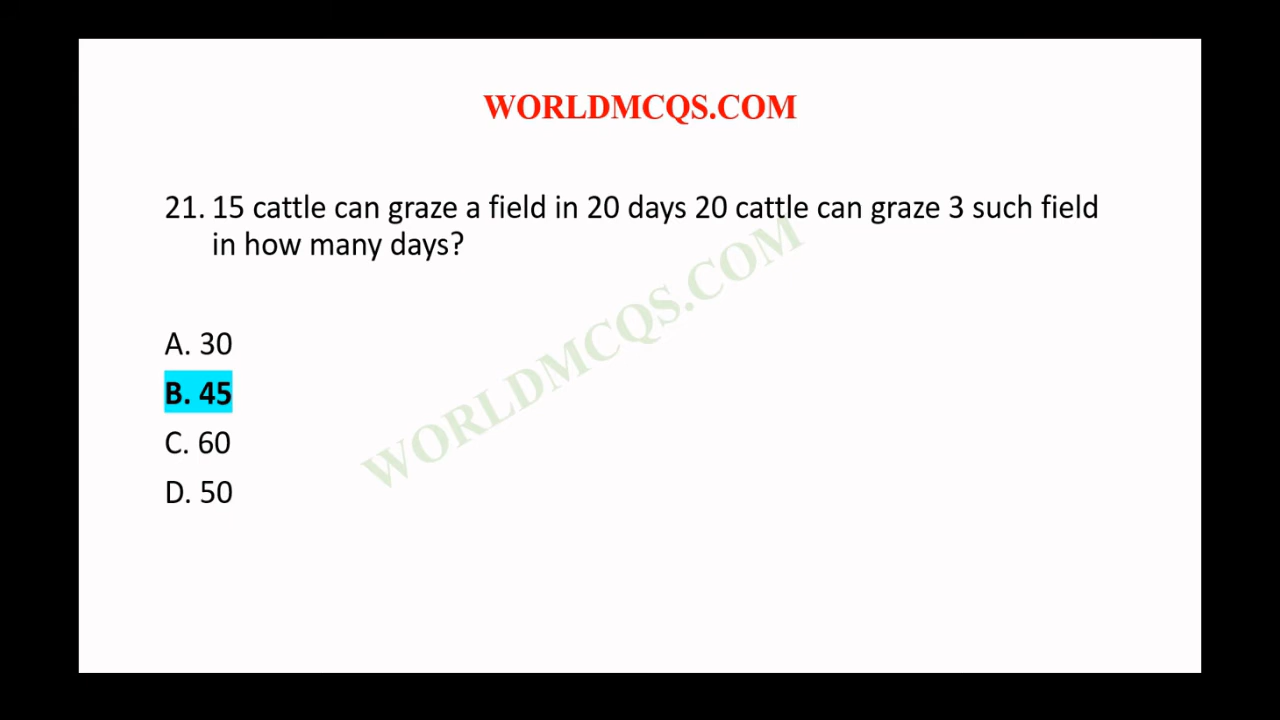 WORLDMCQS.COM
21. 15 cattle can graze a field in 20 days 20 cattle can graze 3 such field
in how many days?
WORLDMCQS.COM
A. 30
B. 45
C. 60
D. 50